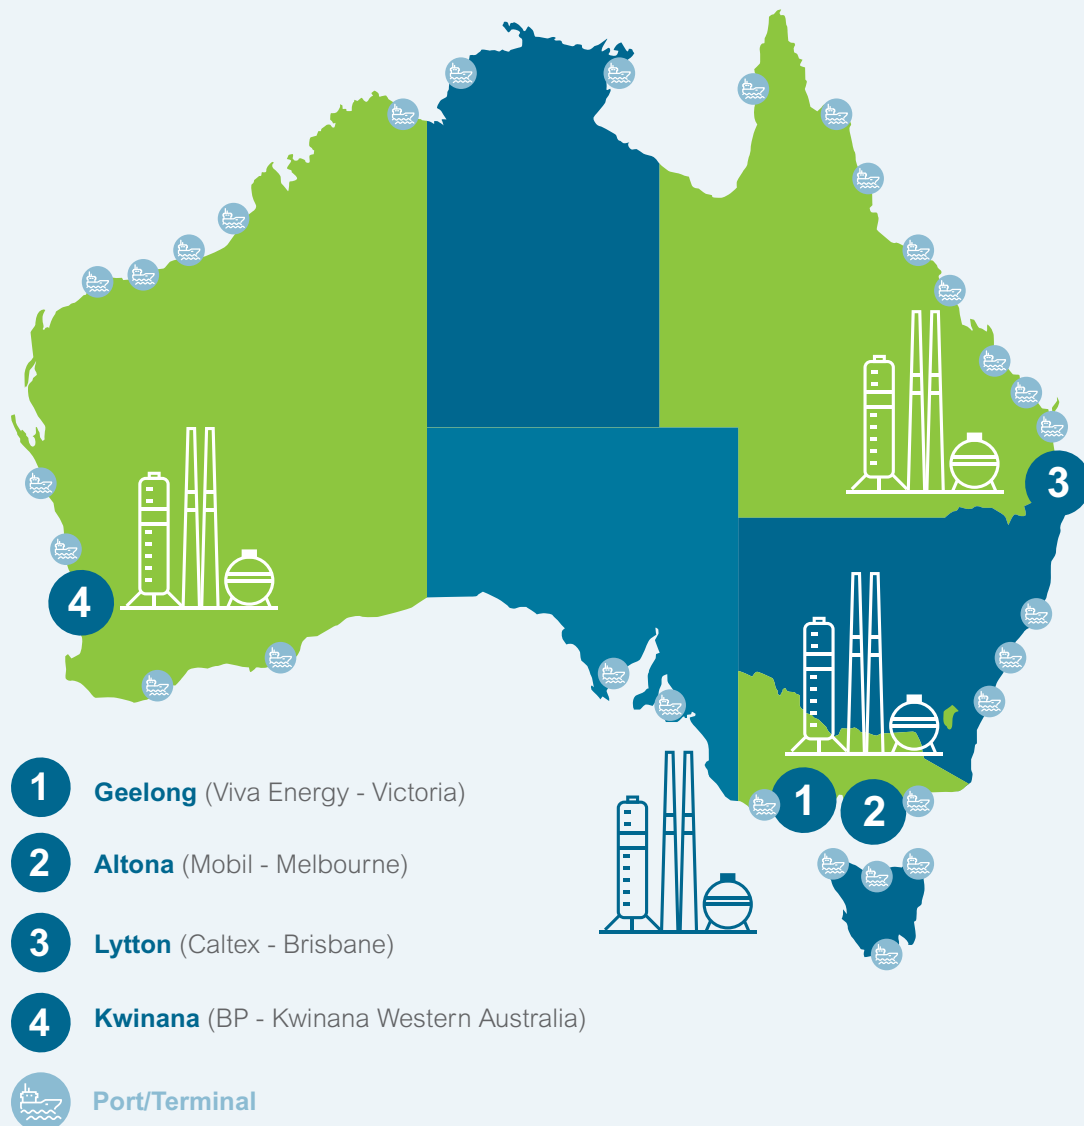 3
4
1
2
1 Geelong (Viva Energy - Victoria)
2 Altona (Mobil - Melbourne)
3 Lytton (Caltex - Brisbane)
4 Kwinana (BP - Kwinana Western Australia)
Port/Terminal